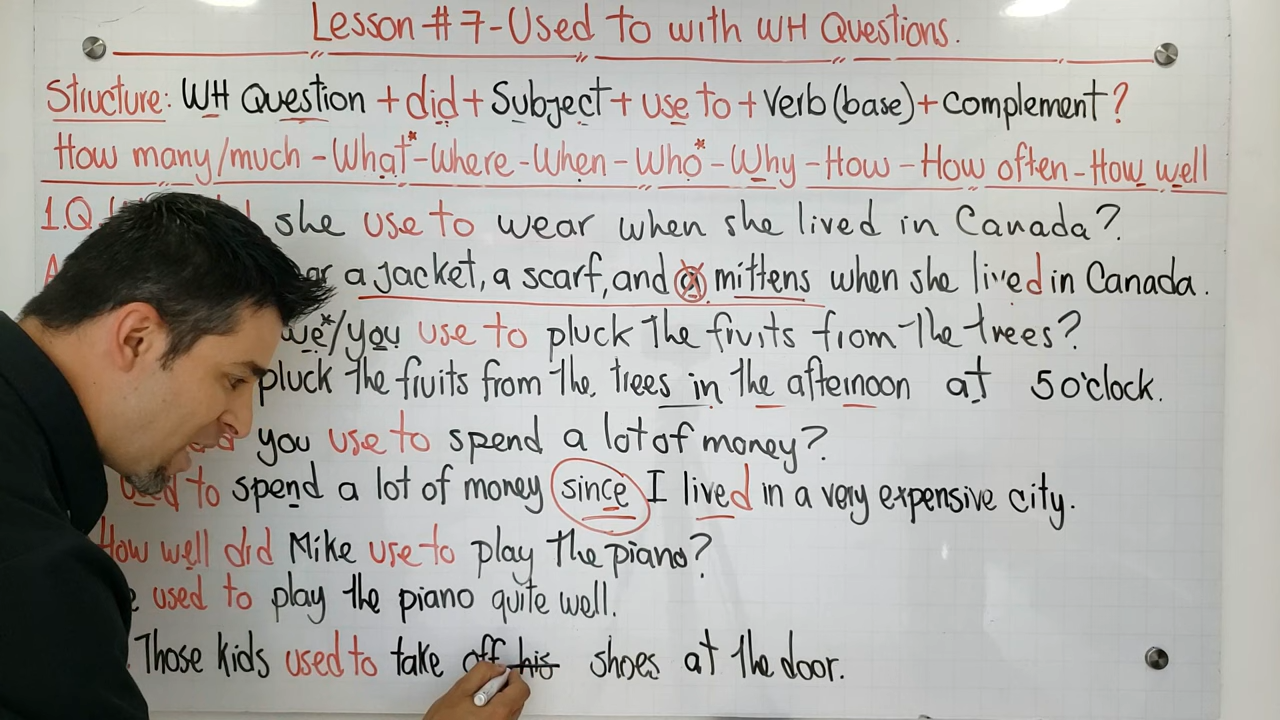 Lesson #7-Used to with WH Questions.
Structure: WH Question + did + Subject + use to + Verb (base) + complement?
How many/much - What* - Where - When - Who* - Why - How - How often - How well
1.Q she use to wear when she lived in Canada?
a jacket, a scarf, and a mittens when she lived in Canada.
we*/you use to pluck the fruits from the trees?
pluck the fruits from the trees in the afternoon at 5 o'clock.
you use to spend a lot of money?
used to spend a lot of money since I lived in a very expensive city.
How well did Mike use to play the piano?
used to play the piano quite well.
Those kids used to take off his shoes at the door.